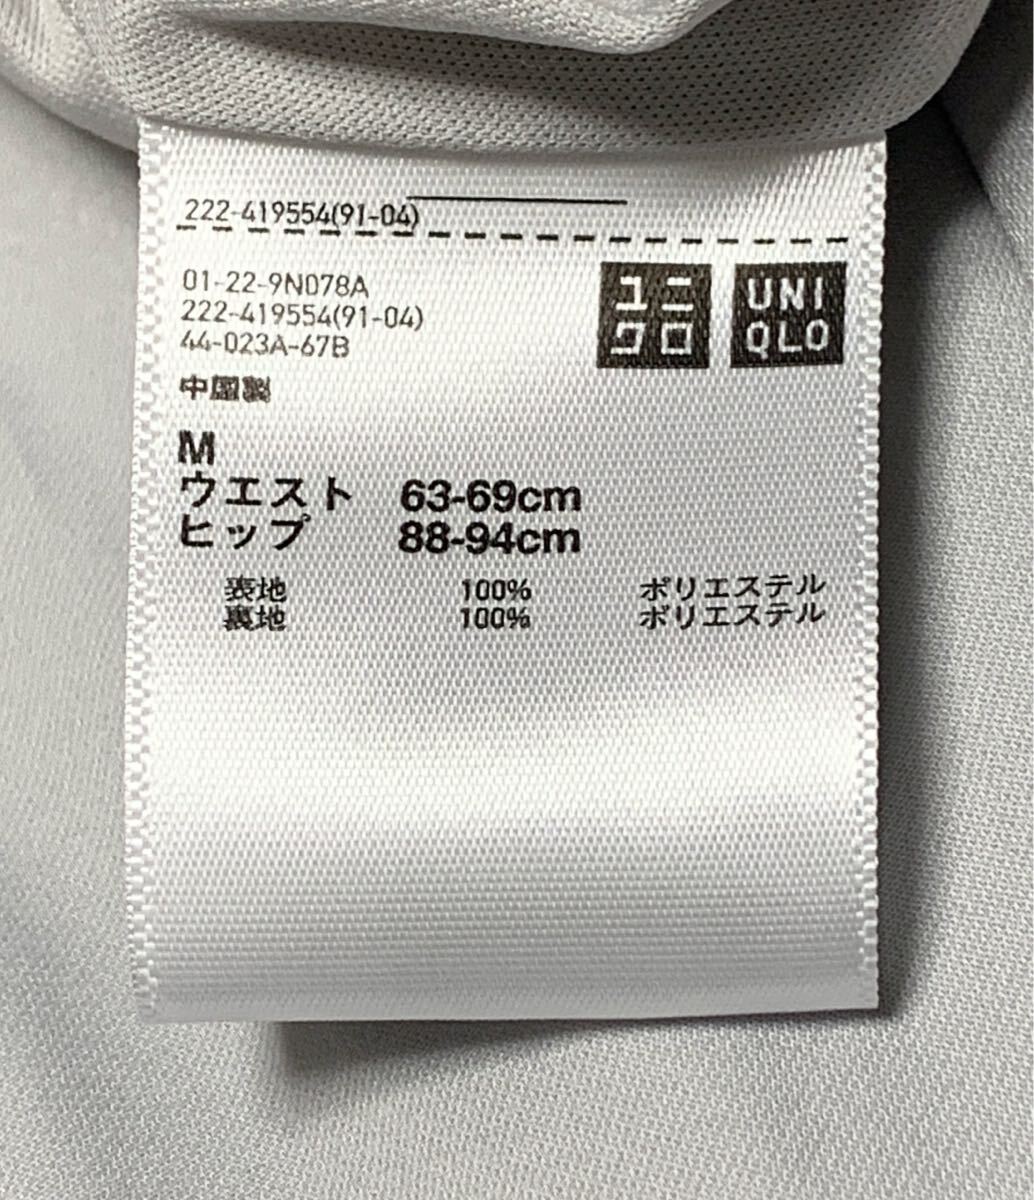 222-419554(91-04)
01-22-9N078A
222-419554(91-04)
44-023A-67B
中国製
ユニ
クロ
UNI
QLO
M
ウエスト 63-69cm
ヒップ 88-94cm
表地 100% ポリエステル
裏地 100% ポリエステル